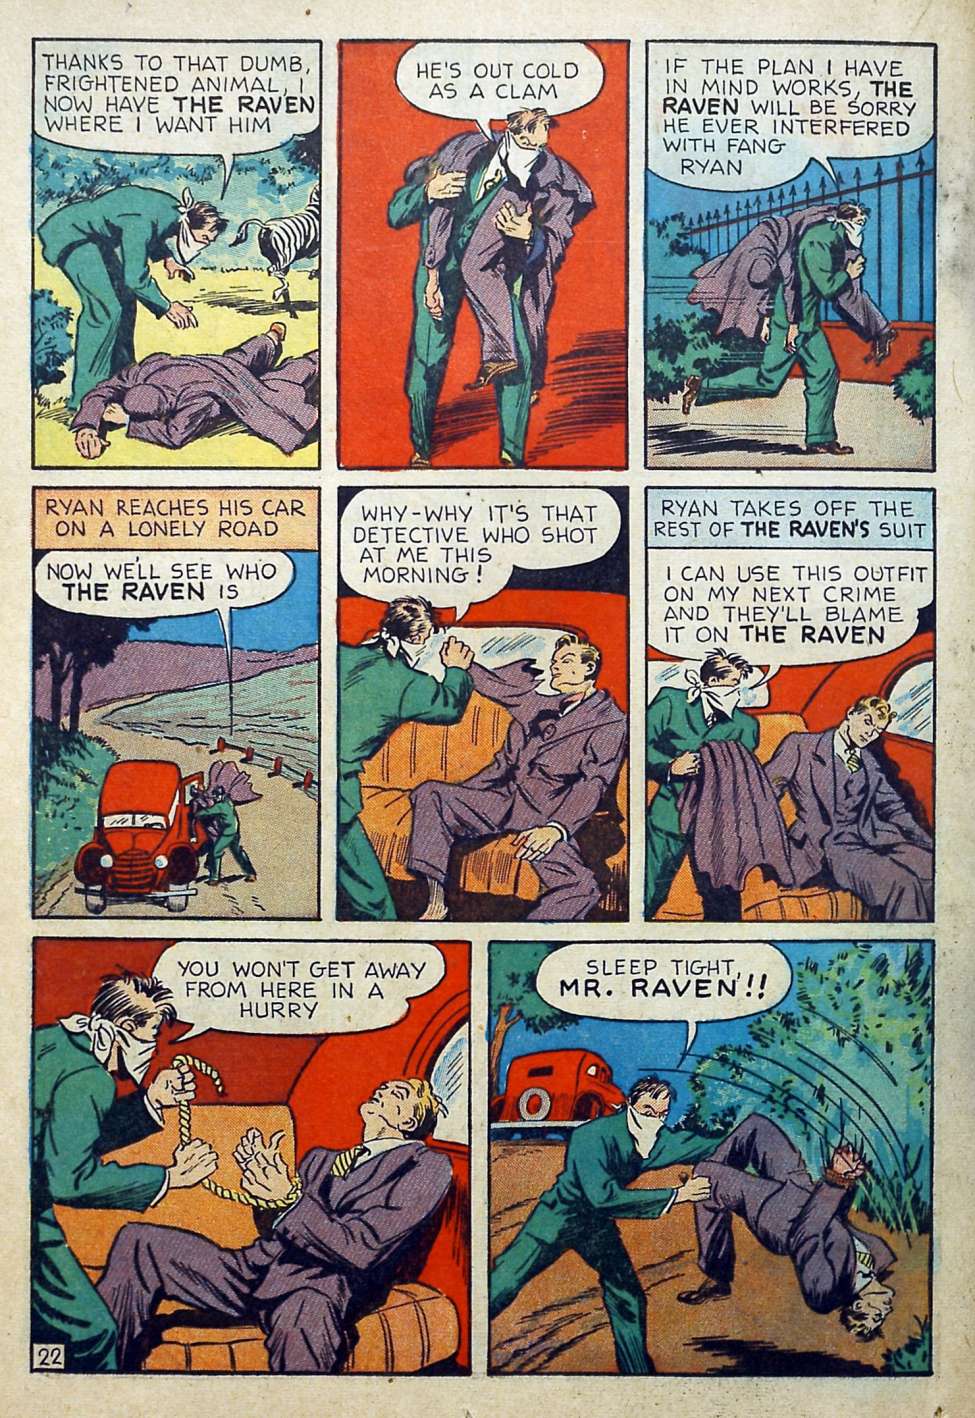 THANKS TO THAT DUMB,
FRIGHTENED ANIMAL, I
NOW HAVE THE RAVEN
WHERE I WANT HIM
HE'S OUT COLD
AS A CLAM
IF THE PLAN I HAVE
IN MIND WORKS, THE
RAVEN WILL BE SORRY
HE EVER INTERFERED
WITH FANG
RYAN
RYAN REACHES HIS CAR
ON A LONELY ROAD
NOW WE'LL SEE WHO
THE RAVEN IS
WHY-WHY IT'S THAT
DETECTIVE WHO SHOT
AT ME THIS
MORNING!
RYAN TAKES OFF THE
REST OF THE RAVEN'S SUIT
I CAN USE THIS OUTFIT
ON MY NEXT CRIME
AND THEY'LL BLAME
IT ON THE RAVEN
YOU WON'T GET AWAY
FROM HERE IN A
HURRY
SLEEP TIGHT,
MR. RAVEN!!
22